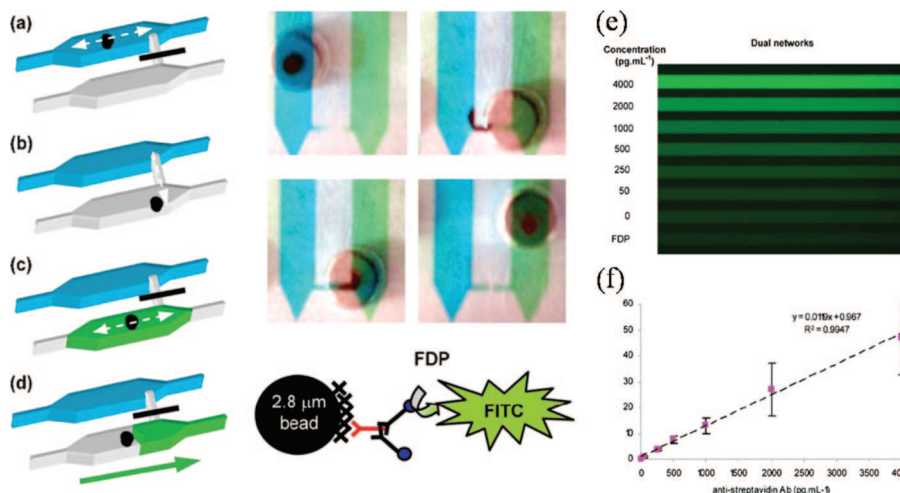 (a)
(b)
(c)
(d)
FDP
2.8 µm
bead
FITC
(e)
Dual networks
Concentration
(pg.mL⁻¹)
4000
2000
1000
500
250
50
0
FDP
(f)
y = 0.019x + 0.967
R² = 0.9947
60
50
40
30
20
10
0
0 500 1000 1500 2000 2500 3000 3500 400
anti-streptavidin Ab (pg.mL-1)